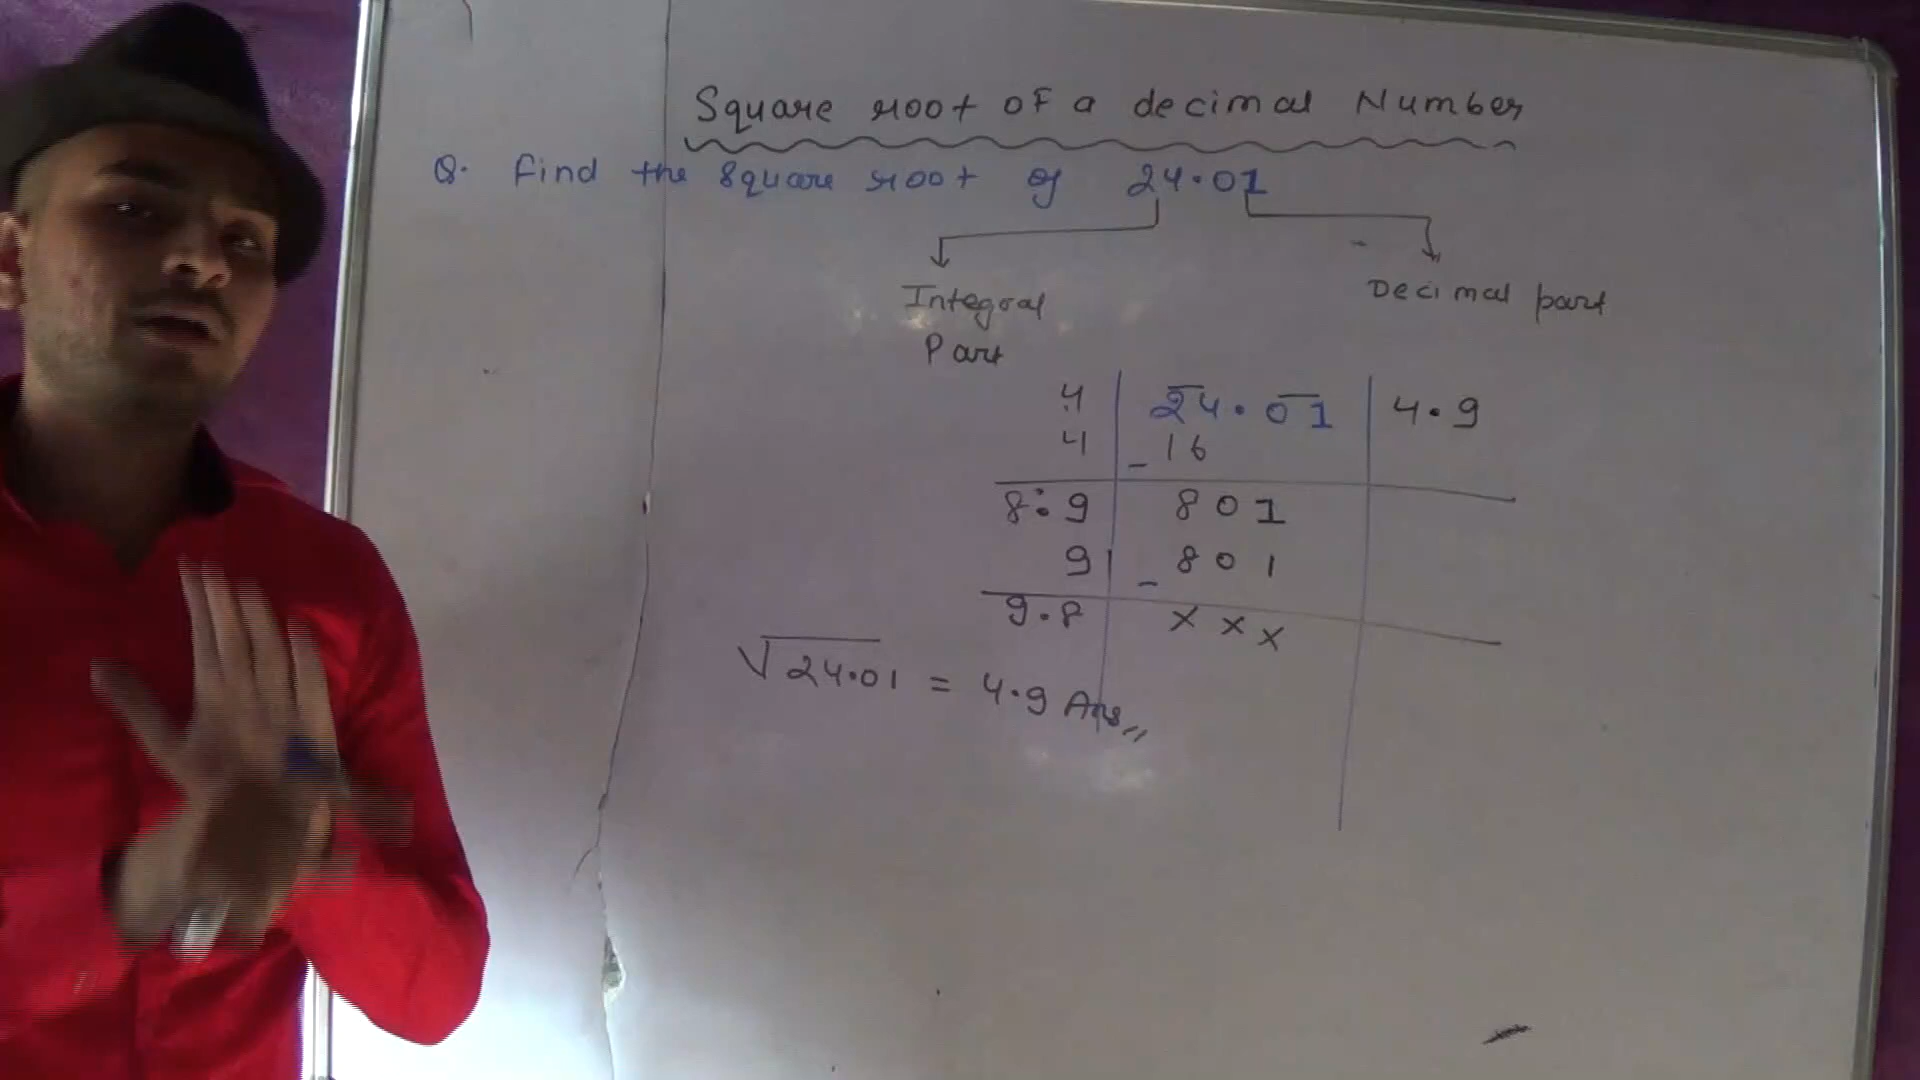 Square root of a decimal Number
Q. Find the square root of 24.01
Integral Decimal part
Part
4 24.01 4.9
4 -16
8.9 801
9 -801
9.8 x x x
√24.01 = 4.9 Ans